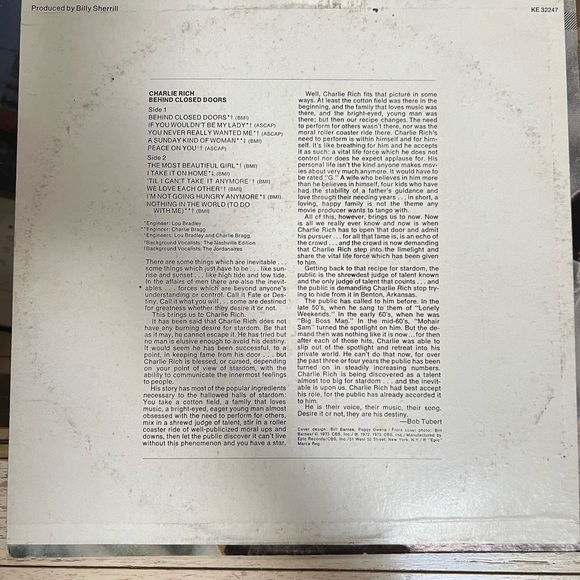 Produced by Billy Sherrill
KE 32247
CHARLIE RICH
BEHIND CLOSED DOORS
Side 1
BEHIND CLOSED DOORS*† (BMI)
IF YOU WOULDN'T BE MY LADY*† (ASCAP)
YOU NEVER REALLY WANTED ME*† (ASCAP)
A SUNDAY KIND OF WOMAN**‡ (BMI)
PEACE ON YOU*† (ASCAP)
Side 2
THE MOST BEAUTIFUL GIRL*† (BMI)
I TAKE IT ON HOME*‡ (BMI)
'TIL I CAN'T TAKE IT ANYMORE*† (BMI)
WE LOVE EACH OTHER*† (BMI)
I'M NOT GOING HUNGRY ANYMORE*‡ (BMI)
NOTHING IN THE WORLD (TO DO
WITH ME)**† (BMI)
*Engineer: Lou Bradley
**Engineer: Charlie Bragg
Engineers: Lou Bradley and Charlie Bragg
†Background Vocalists: The Nashville Edition
‡Background Vocalists: The Jordanaires
There are some things which are inevitable . . .
some things which just have to be . . . like sun-
rise and sunset . . . like high tide and low tide.
In the affairs of men there are also the inevit-
ables . . . forces which are beyond anyone's
understanding or control. Call it Fate or Des-
tiny. Call it what you will . . . some are destined
for greatness whether they desire it or not.
This brings us to Charlie Rich.
It has been said that Charlie Rich does not
have any burning desire for stardom. Be that
as it may, he cannot escape it. He has tried but
no man is elusive enough to avoid his destiny.
It would seem he has been successful, to a
point, in keeping fame from his door . . . but
Charlie Rich is blessed, or cursed, depending
on your point of view of stardom, with the
ability to communicate the innermost feelings
to people.
His story has most of the popular ingredients
necessary to the hallowed halls of stardom:
You take a cotton field, a family that loves
music, a bright-eyed, eager young man almost
obsessed with the need to perform for others,
mix in a shrewd judge of talent, stir in a roller
coaster ride of well-publicized moral ups and
downs, then let the public discover it can't live
without this phenomenon and you have a star.
Well, Charlie Rich fits that picture in some
ways. At least the cotton field was there in the
beginning, and the family that loves music was
there, and the bright-eyed, young man was
there; but then our recipe changes. The need
to perform for others wasn't there, nor was the
moral roller coaster ride there. Charlie Rich's
need to perform is within himself and for him-
self. It's like breathing for him and he accepts
it as such: a vital life force which he does not
control nor does he expect applause for. His
personal life isn't the kind anyone makes mov-
ies about very much anymore. It would have to
be rated "G." A wife who believes in him more
than he believes in himself, four kids who have
had the stability of a father's guidance and
love through their needing years . . . in short, a
loving, happy family is not the theme any
movie producer wants to tango with.
All of this, however, brings us to now. Now
is all we really ever know and now is when
Charlie Rich has to open that door and admit
his pursuer . . . for all that fame is, is an echo of
the crowd . . . and the crowd is now demanding
that Charlie Rich step into the limelight and
share the vital life force which has been given
to him.
Getting back to that recipe for stardom, the
public is the shrewdest judge of talent known
and the only judge of talent that counts . . . and
the public is demanding Charlie Rich stop try-
ing to hide from it in Benton, Arkansas.
The public has called to him before. In the
late 50's, when he sang to them of "Lonely
Weekends." In the early 60's, when he was
"Big Boss Man." In the mid-60's, "Mohair
Sam" turned the spotlight on him. But the de-
mand then was nothing like it is now . . . for then
after each of those hits, Charlie was able to
slip out of the spotlight and retreat into his
private world. He can't do that now, for over
the past three or four years the public has been
turned on in steadily increasing numbers.
Charlie Rich is being discovered as a talent
almost too big for stardom . . . and the inevit-
able is upon us. Charlie Rich had best accept
his role, for the public has already accorded it
to him.
He is their voice, their music, their song.
Desire it or not, they are his destiny.
—Bob Tubert
Cover design: Bill Barnes, Peggy Owens / Front cover photo: Bill
Barnes/© 1973 CBS, Inc./℗ 1972, 1973, CBS, Inc./Manufactured by
Epic Records/CBS, Inc./51 West 52 Street, New York, N.Y./® "Epic"
Marca Reg.